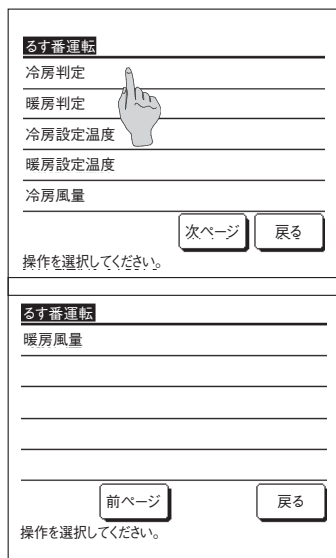 るす番運転
冷房判定
暖房判定
冷房設定温度
暖房設定温度
冷房風量
次ページ 戻る
操作を選択してください。
るす番運転
暖房風量
前ページ 戻る
操作を選択してください。